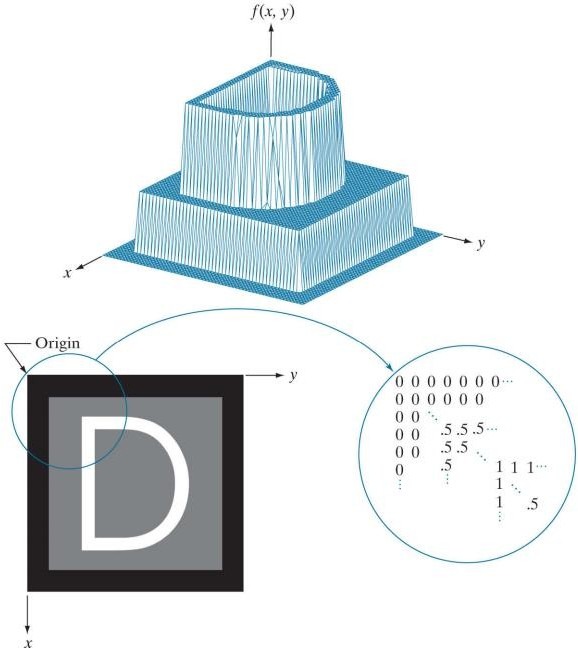 f(x, y)
y
x
Origin
y
D
x
0 0 0 0 0 0 0 ⋯
0 0 0 0 0 0
0 0 ⋱
0 0 .5 .5 .5 ⋯
0 0 .5 .5
0 .5 ⋱ 1 1 1 ⋯
⋮ ⋮ 1 ⋱
1 .5
⋮